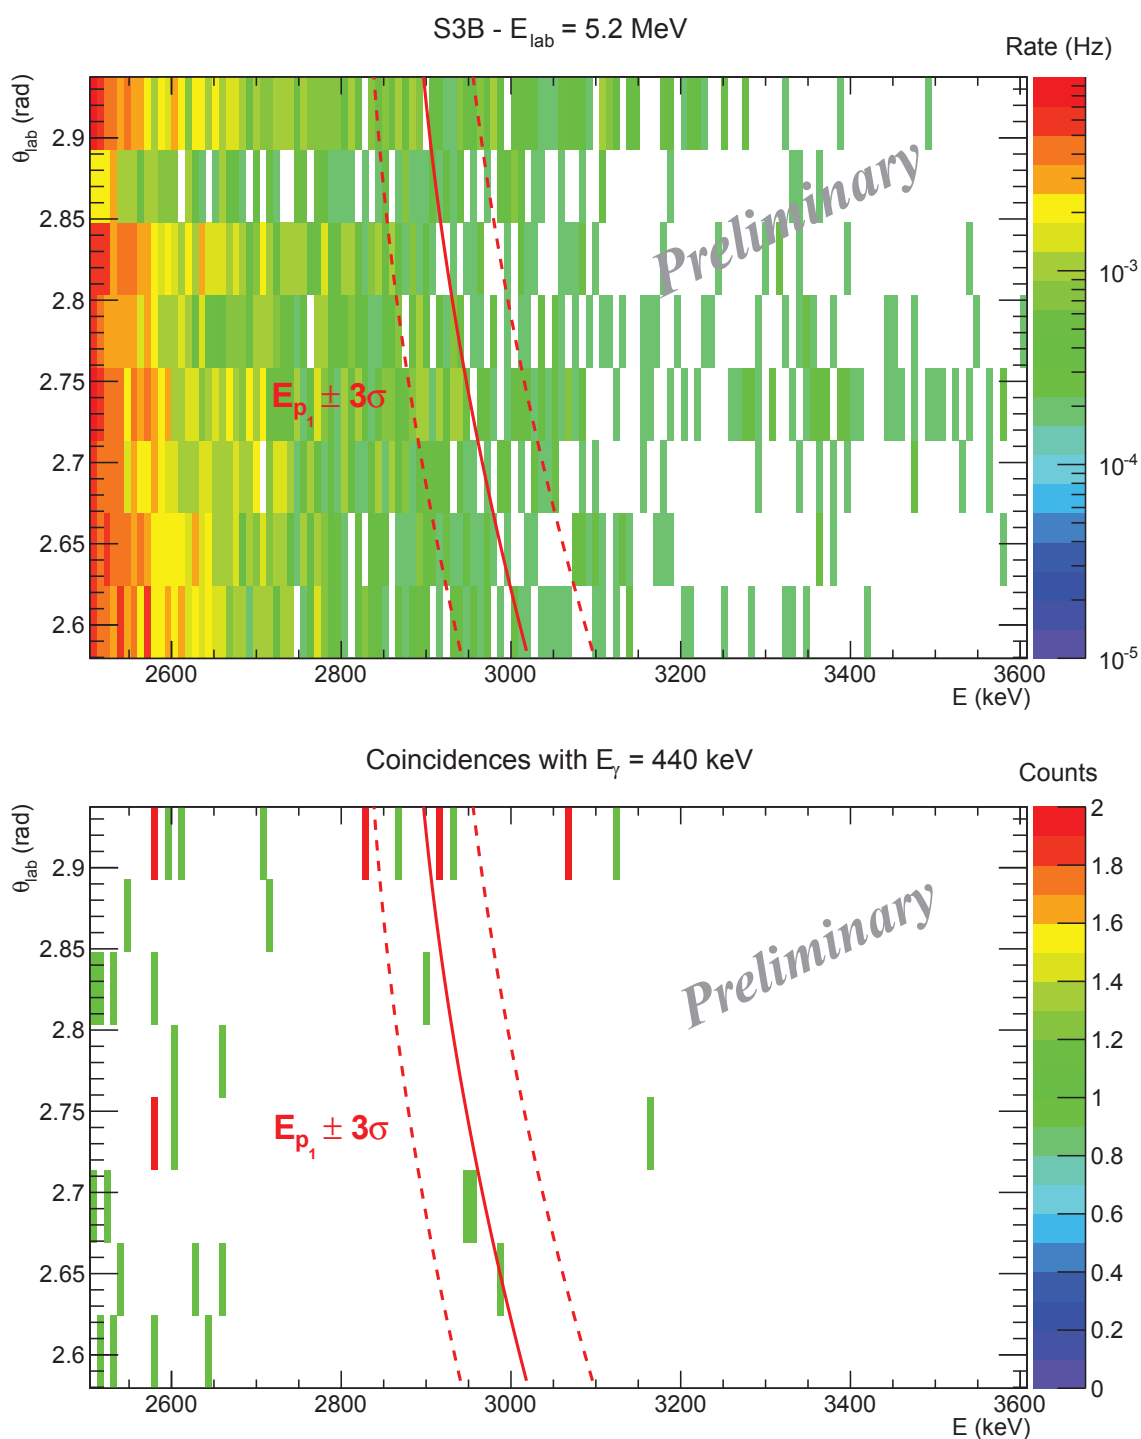 S3B - E_lab = 5.2 MeV
Rate (Hz)
θ_lab (rad)
2.9
2.85
2.8
2.75
2.7
2.65
2.6
Preliminary
E_p_1 ± 3σ
10^-3
10^-4
10^-5
2600 2800 3000 3200 3400 3600
E (keV)
Coincidences with E_γ = 440 keV
Counts
θ_lab (rad)
2.9
2.85
2.8
2.75
2.7
2.65
2.6
Preliminary
E_p_1 ± 3σ
2
1.8
1.6
1.4
1.2
1
0.8
0.6
0.4
0.2
0
2600 2800 3000 3200 3400 3600
E (keV)